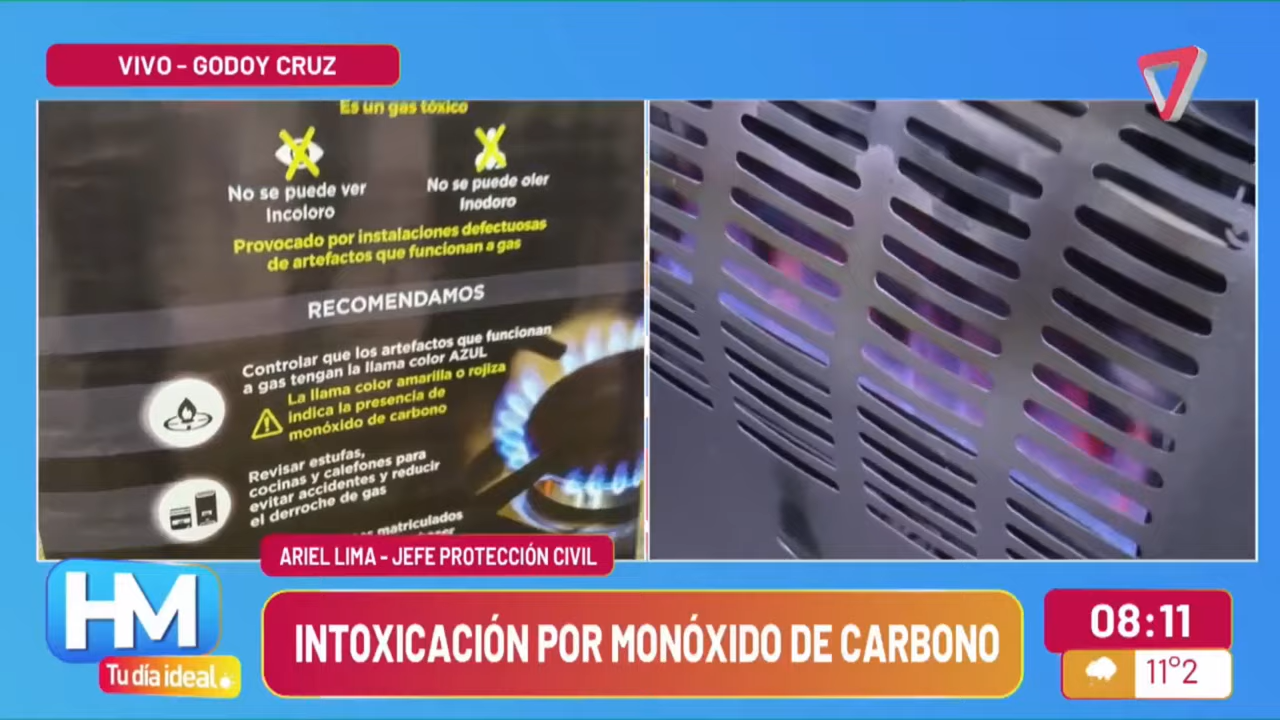 VIVO - GODOY CRUZ
Es un gas tóxico
No se puede ver
Incoloro
No se puede oler
Inodoro
Provocado por instalaciones defectuosas
de artefactos que funcionan a gas
RECOMENDAMOS
Controlar que los artefactos que funcionan
a gas tengan la llama color AZUL
La llama color amarilla o rojiza
indica la presencia de
monóxido de carbono
Revisar estufas,
cocinas y calefones para
evitar accidentes y reducir
el derroche de gas
matriculados
ARIEL LIMA - JEFE PROTECCIÓN CIVIL
HM
Tu día ideal
INTOXICACIÓN POR MONÓXIDO DE CARBONO
08:11
11°2